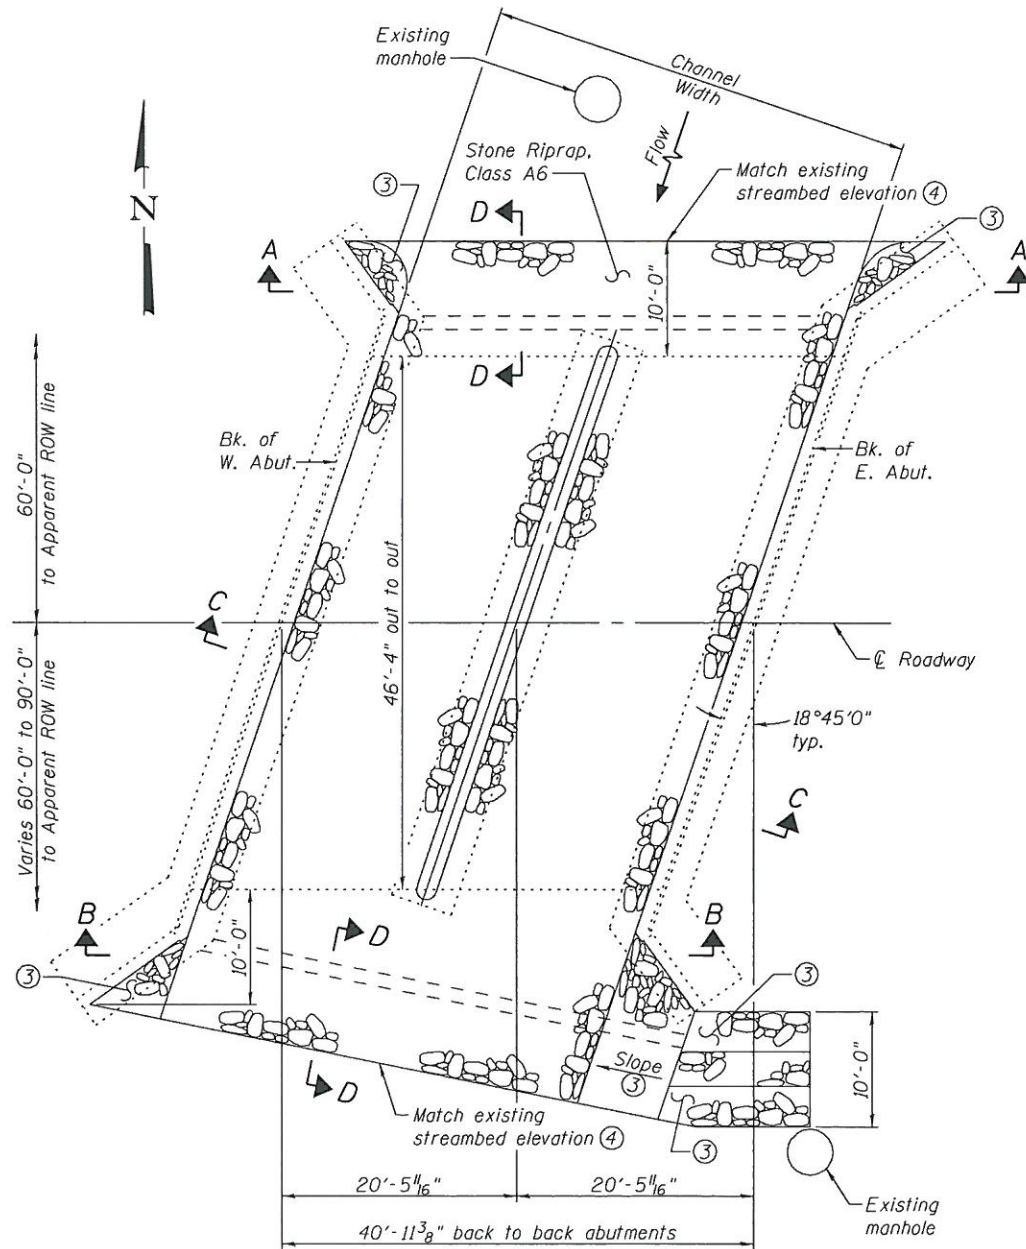 Existing
manhole
Channel
Width
Flow
Stone Riprap,
Class A6
Match existing
streambed elevation ④
③
③
N
D
A
A
10'-0"
D
60'-0"
to Apparent ROW line
Bk. of
W. Abut.
Bk. of
E. Abut.
46'-4" out to out
C
℄ Roadway
Varies 60'-0" to 90'-0"
to Apparent ROW line
18°45'0"
typ.
C
B
B
D
10'-0"
③
③
Slope
③
10'-0"
D
Match existing
streambed elevation ④
③
20'-5 11/16"
20'-5 11/16"
Existing
manhole
40'-11 3/8" back to back abutments